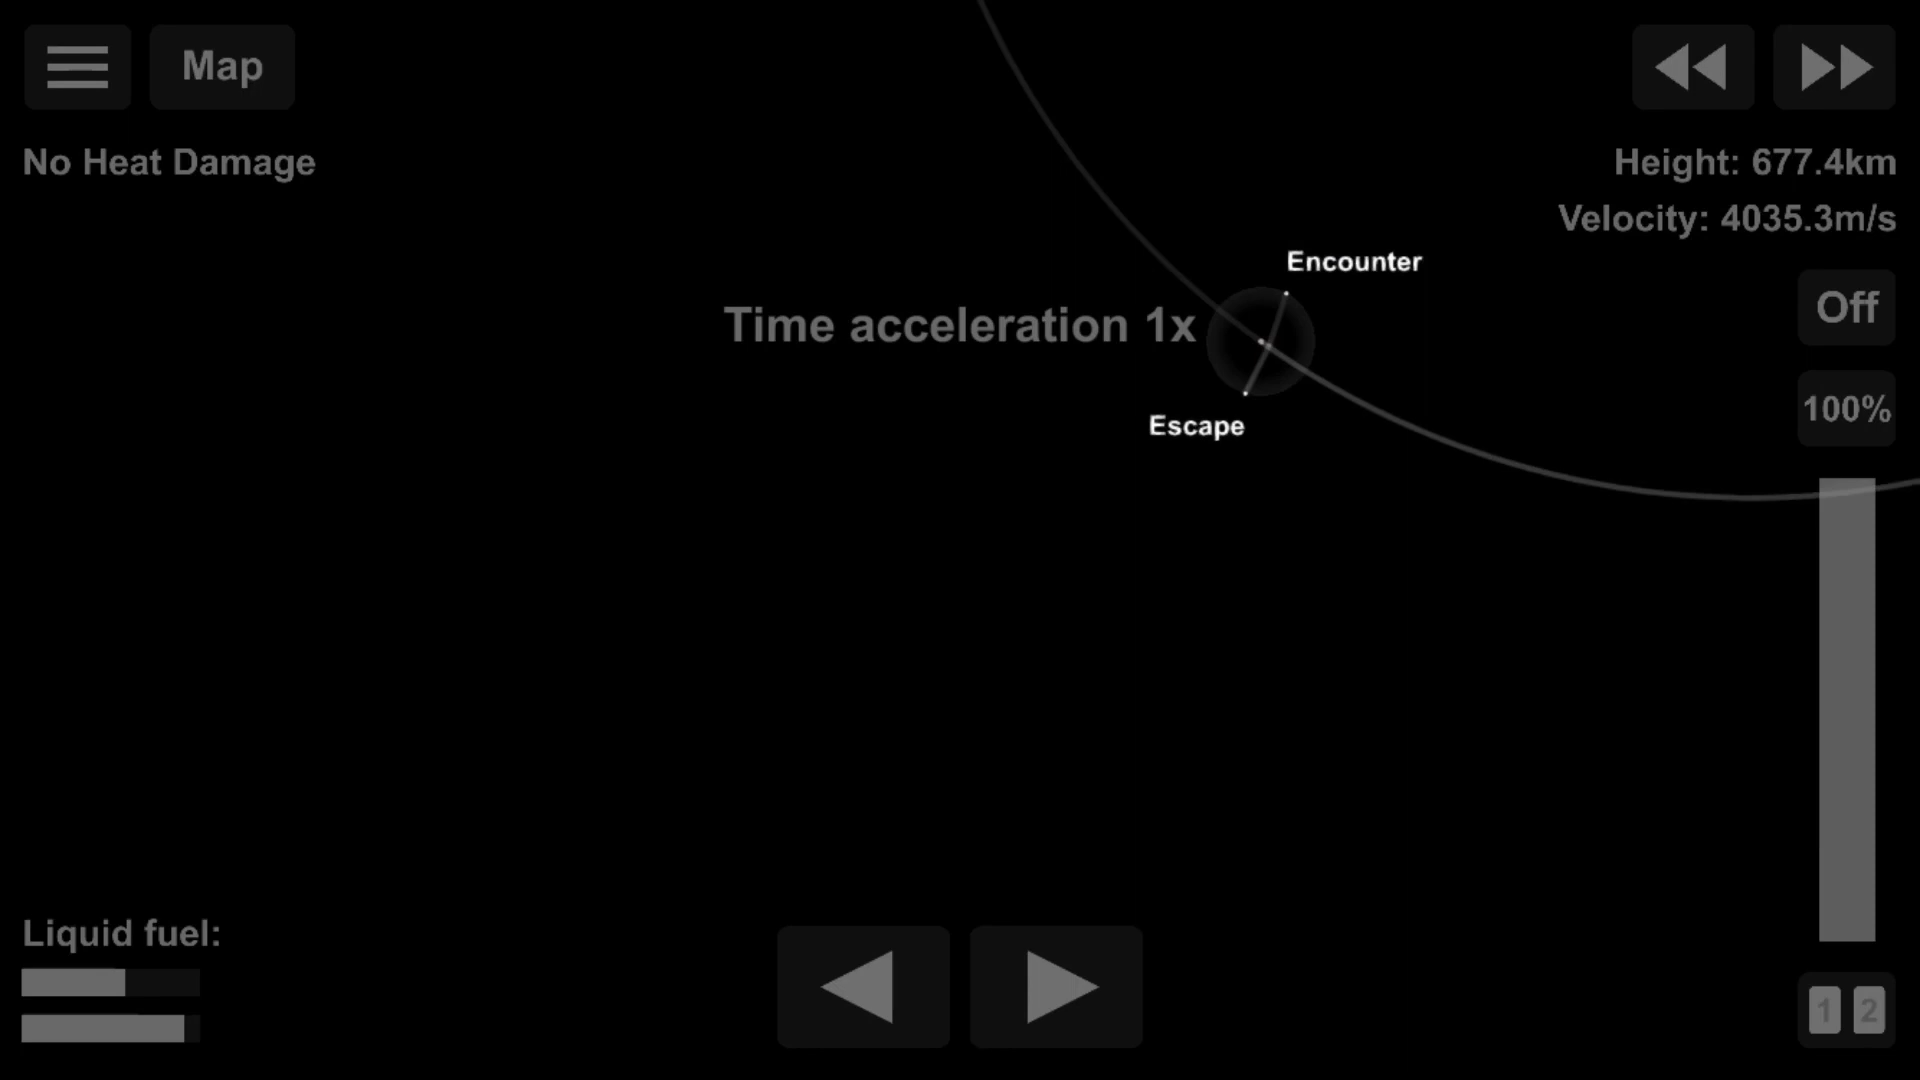 Map
No Heat Damage
Height: 677.4km
Velocity: 4035.3m/s
Encounter
Time acceleration 1x
Off
100%
Escape
Liquid fuel:
1 2